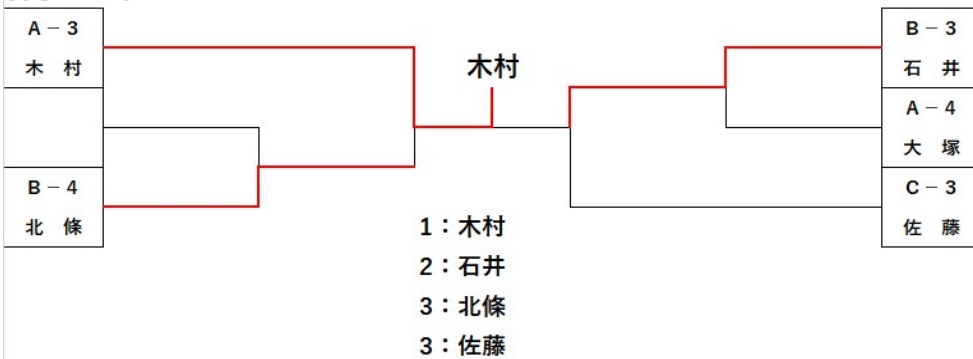 A－3
木　村
B－4
北　條
木村
B－3
石　井
A－4
大　塚
C－3
佐　藤
1：木村
2：石井
3：北條
3：佐藤